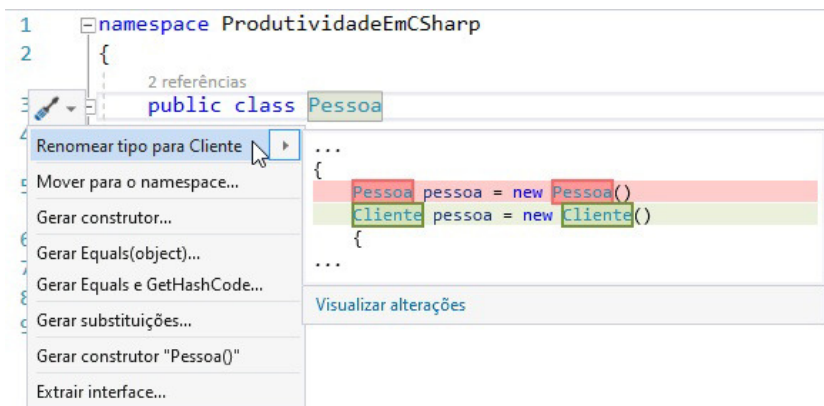 1 namespace ProdutividadeEmCSharp
2 {
2 referências
3 public class Pessoa
Renomear tipo para Cliente
Mover para o namespace...
Gerar construtor...
Gerar Equals(object)...
Gerar Equals e GetHashCode...
Gerar substituições...
Gerar construtor "Pessoa()"
Extrair interface...
...
{
Pessoa pessoa = new Pessoa()
Cliente pessoa = new Cliente()
{
...
Visualizar alterações